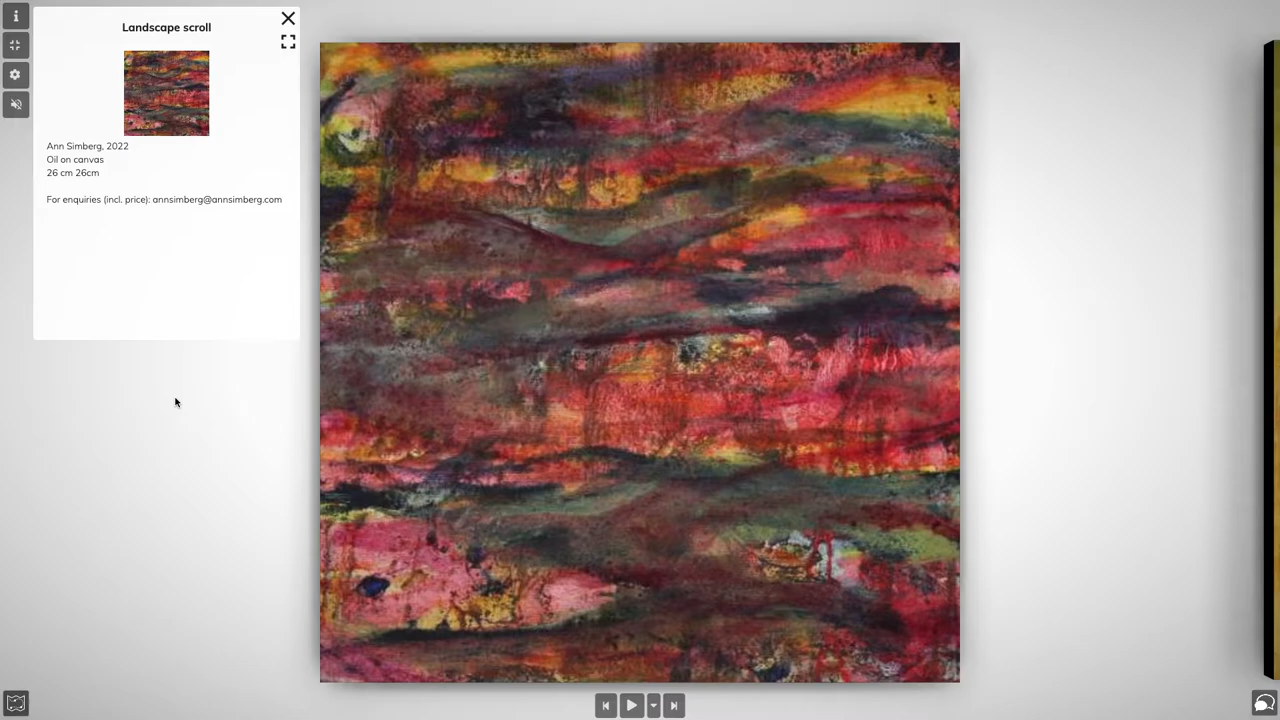 Landscape scroll
Ann Simberg, 2022
Oil on canvas
26 cm 26cm
For enquiries (incl. price): annsimberg@annsimberg.com